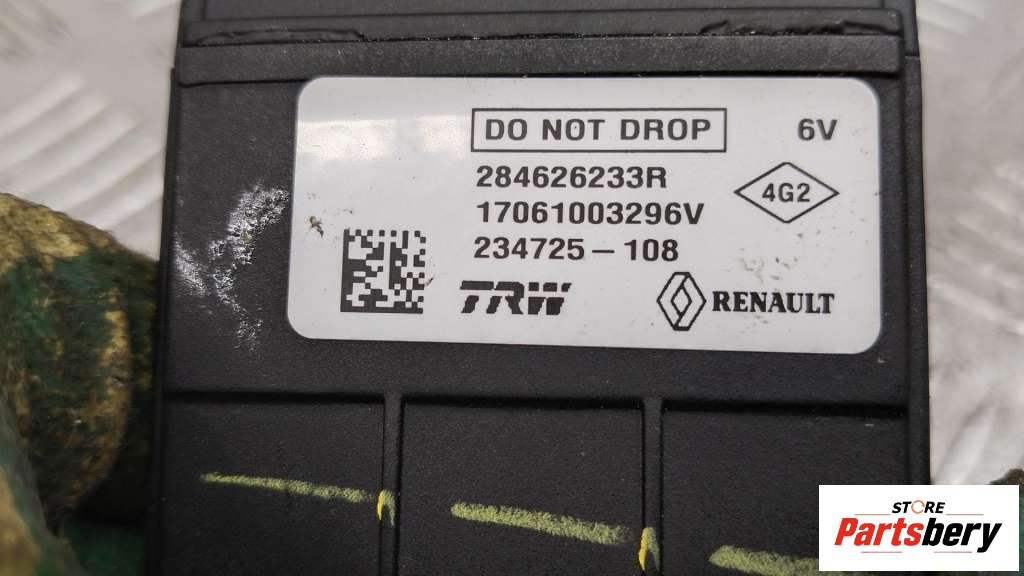 DO NOT DROP 6V
284626233R
4G2
17061003296V
234725-108
TRW RENAULT
STORE
Partsbery